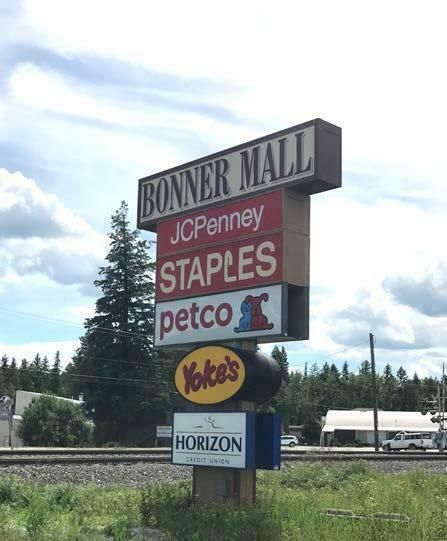 BONNER MALL
JCPenney
STAPLES
petco
Yoke's
HORIZON
CREDIT UNION